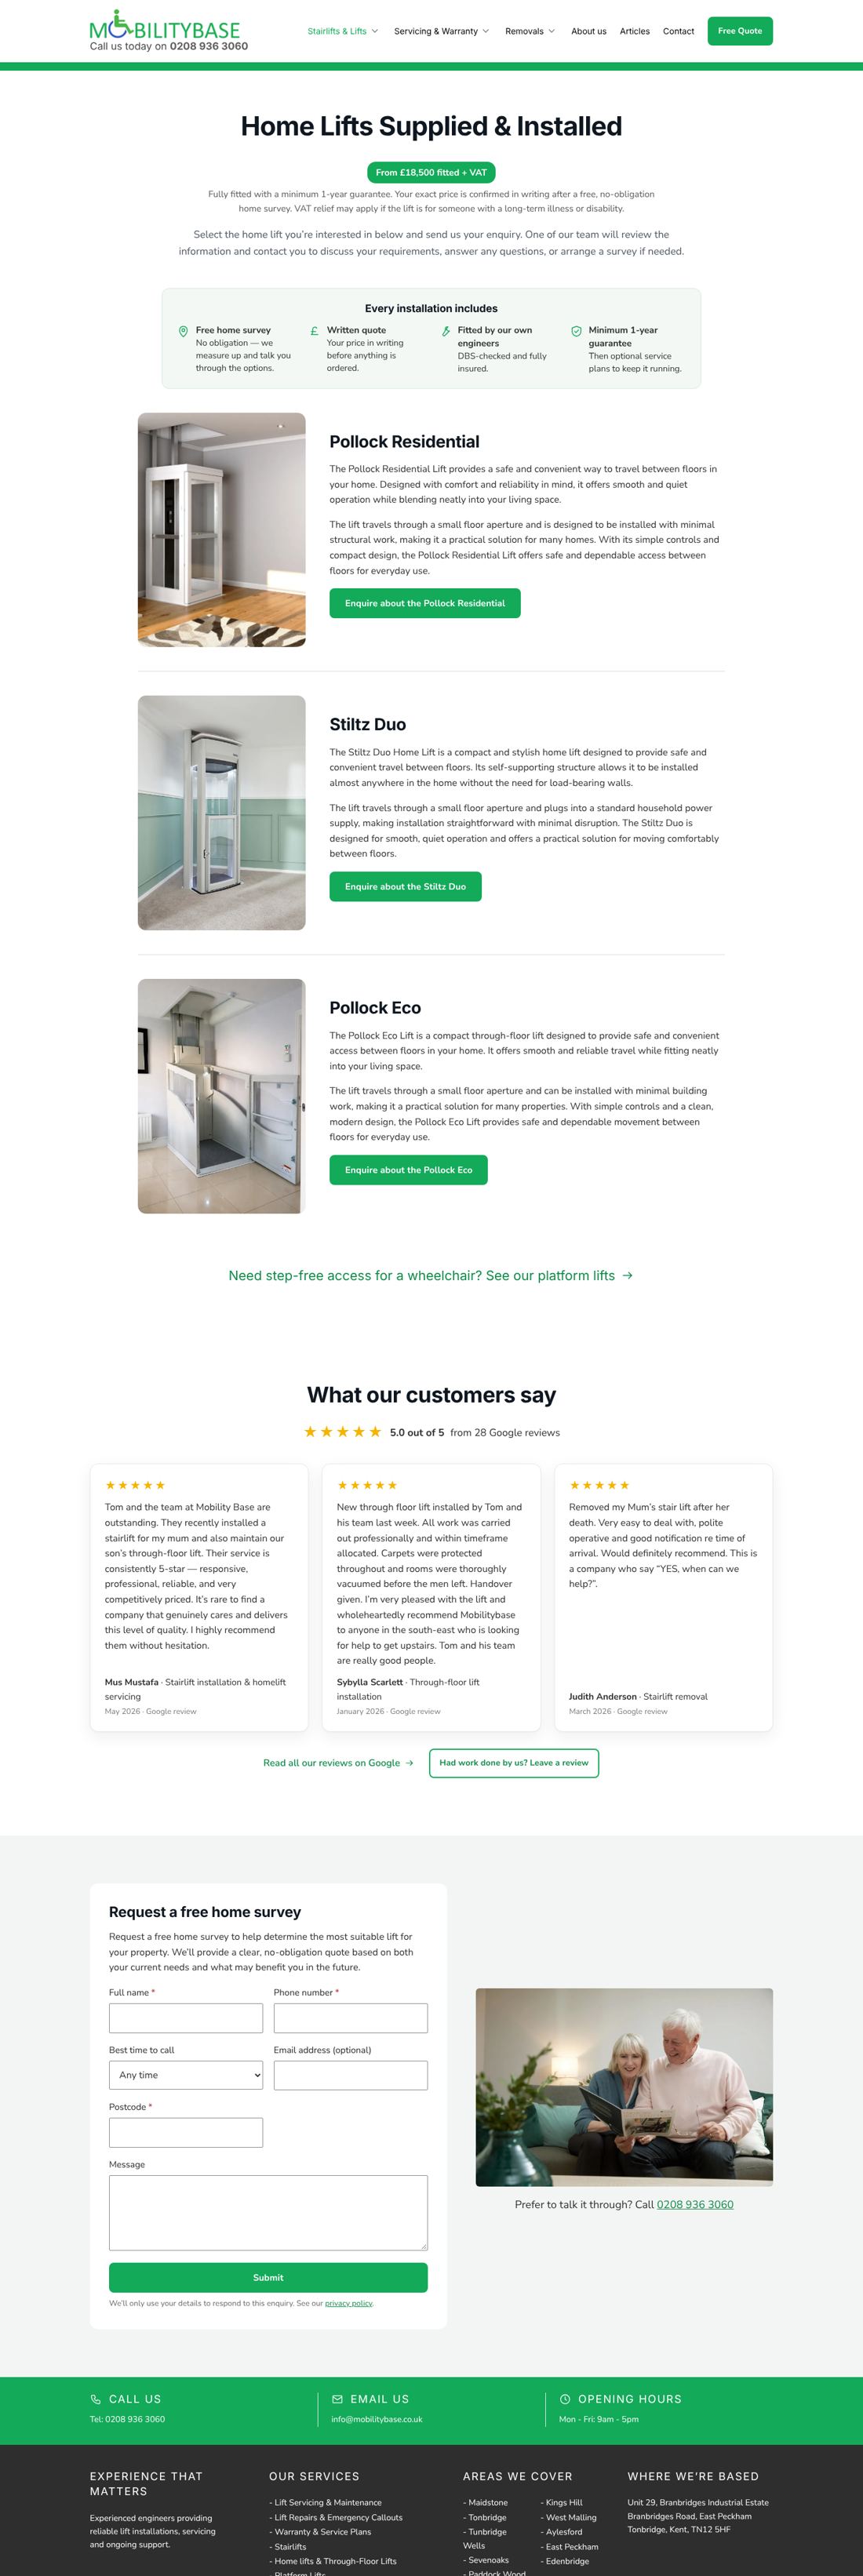 MOBILITYBASE
Call us today on 0208 936 3060
Stairlifts & Lifts
Servicing & Warranty
Removals
About us
Articles
Contact
Free Quote
Home Lifts Supplied & Installed
From £18,500 fitted + VAT
Fully fitted with a minimum 1-year guarantee. Your exact price is confirmed in writing after a free, no-obligation
home survey. VAT relief may apply if the lift is for someone with a long-term illness or disability.
Select the home lift you're interested in below and send us your enquiry. One of our team will review the
information and contact you to discuss your requirements, answer any questions, or arrange a survey if needed.
Every installation includes
Free home survey
No obligation — we
measure up and talk you
through the options.
Written quote
Your price in writing
before anything is
ordered.
Fitted by our own
engineers
DBS-checked and fully
insured.
Minimum 1-year
guarantee
Then optional service
plans to keep it running.
Pollock Residential
The Pollock Residential Lift provides a safe and convenient way to travel between floors in
your home. Designed with comfort and reliability in mind, it offers smooth and quiet
operation while blending neatly into your living space.
The lift travels through a small floor aperture and is designed to be installed with minimal
structural work, making it a practical solution for many homes. With its simple controls and
compact design, the Pollock Residential Lift offers safe and dependable access between
floors for everyday use.
Enquire about the Pollock Residential
Stiltz Duo
The Stiltz Duo Home Lift is a compact and stylish home lift designed to provide safe and
convenient travel between floors. Its self-supporting structure allows it to be installed
almost anywhere in the home without the need for load-bearing walls.
The lift travels through a small floor aperture and plugs into a standard household power
supply, making installation straightforward with minimal disruption. The Stiltz Duo is
designed for smooth, quiet operation and offers a practical solution for moving comfortably
between floors.
Enquire about the Stiltz Duo
Pollock Eco
The Pollock Eco Lift is a compact through-floor lift designed to provide safe and convenient
access between floors in your home. It offers smooth and reliable travel while fitting neatly
into your living space.
The lift travels through a small floor aperture and can be installed with minimal building
work, making it a practical solution for many properties. With simple controls and a clean,
modern design, the Pollock Eco Lift provides safe and dependable movement between
floors for everyday use.
Enquire about the Pollock Eco
Need step-free access for a wheelchair? See our platform lifts →
What our customers say
★★★★★ 5.0 out of 5 from 28 Google reviews
★★★★★
Tom and the team at Mobility Base are
outstanding. They recently installed a
stairlift for my mum and also maintain our
son's through-floor lift. Their service is
consistently 5-star — responsive,
professional, reliable, and very
competitively priced. It's rare to find a
company that genuinely cares and delivers
this level of quality. I highly recommend
them without hesitation.
Mus Mustafa · Stairlift installation & homelift
servicing
May 2026 · Google review
★★★★★
New through floor lift installed by Tom and
his team last week. All work was carried
out professionally and within timeframe
allocated. Carpets were protected
throughout and rooms were thoroughly
vacuumed before the men left. Handover
given. I'm very pleased with the lift and
wholeheartedly recommend Mobilitybase
to anyone in the south-east who is looking
for help to get upstairs. Tom and his team
are really good people.
Sybylla Scarlett · Through-floor lift
installation
January 2026 · Google review
★★★★★
Removed my Mum's stair lift after her
death. Very easy to deal with, polite
operative and good notification re time of
arrival. Would definitely recommend. This is
a company who say "YES, when can we
help?".
Judith Anderson · Stairlift removal
March 2026 · Google review
Read all our reviews on Google →
Had work done by us? Leave a review
Request a free home survey
Request a free home survey to help determine the most suitable lift for
your property. We'll provide a clear, no-obligation quote based on both
your current needs and what may benefit you in the future.
Full name *
Phone number *
Best time to call
Email address (optional)
Any time
Postcode *
Message
Submit
We'll only use your details to respond to this enquiry. See our privacy policy.
Prefer to talk it through? Call 0208 936 3060
CALL US
Tel: 0208 936 3060
EMAIL US
info@mobilitybase.co.uk
OPENING HOURS
Mon - Fri: 9am - 5pm
EXPERIENCE THAT
MATTERS
Experienced engineers providing
reliable lift installations, servicing
and ongoing support.
OUR SERVICES
- Lift Servicing & Maintenance
- Lift Repairs & Emergency Callouts
- Warranty & Service Plans
- Stairlifts
- Home lifts & Through-Floor Lifts
- Platform Lifts
AREAS WE COVER
- Maidstone
- Tonbridge
- Tunbridge
Wells
- Sevenoaks
- Paddock Wood
- Kings Hill
- West Malling
- Aylesford
- East Peckham
- Edenbridge
WHERE WE'RE BASED
Unit 29, Branbridges Industrial Estate
Branbridges Road, East Peckham
Tonbridge, Kent, TN12 5HF